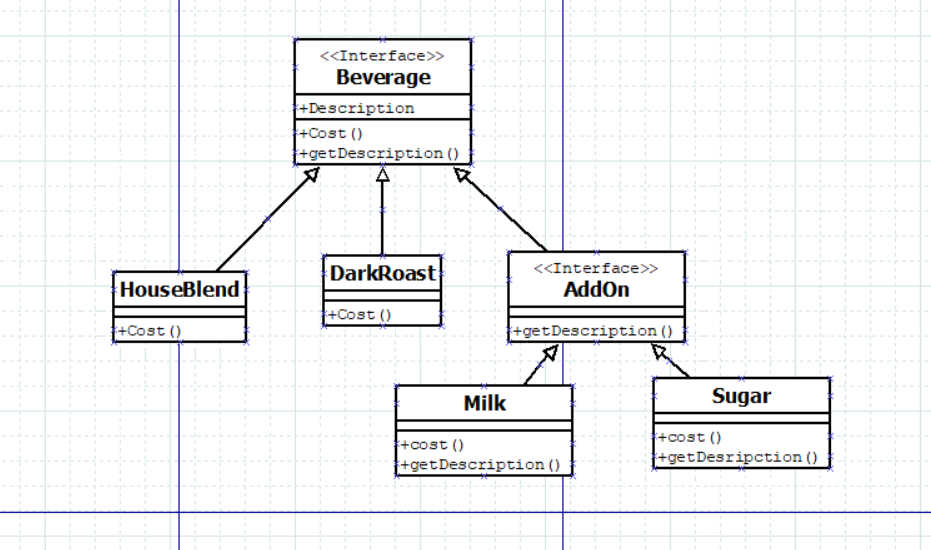 <<Interface>>
Beverage
+Description
+Cost()
+getDescription()
HouseBlend
+Cost()
DarkRoast
+Cost()
<<Interface>>
AddOn
+getDescription()
Milk
+cost()
+getDescription()
Sugar
+cost()
+getDesripction()